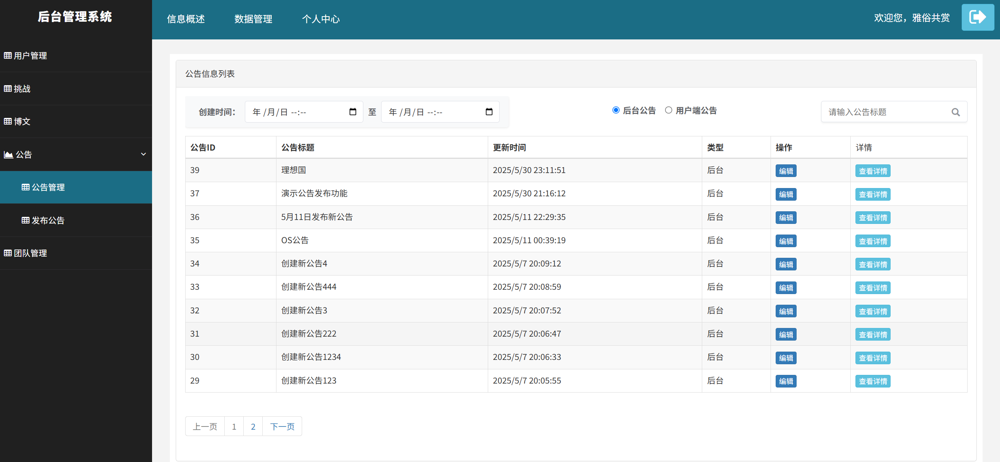 后台管理系统
信息概述 数据管理 个人中心 欢迎您，雅俗共赏
用户管理
挑战
博文
公告
公告管理
发布公告
团队管理
公告信息列表
创建时间： 年 /月/日 --:-- 至 年 /月/日 --:-- 后台公告 用户端公告 请输入公告标题
公告ID 公告标题 更新时间 类型 操作 详情
39 理想国 2025/5/30 23:11:51 后台 编辑 查看详情
37 演示公告发布功能 2025/5/30 21:16:12 后台 编辑 查看详情
36 5月11日发布新公告 2025/5/11 22:29:35 后台 编辑 查看详情
35 OS公告 2025/5/11 00:39:19 后台 编辑 查看详情
34 创建新公告4 2025/5/7 20:09:12 后台 编辑 查看详情
33 创建新公告444 2025/5/7 20:08:59 后台 编辑 查看详情
32 创建新公告3 2025/5/7 20:07:52 后台 编辑 查看详情
31 创建新公告222 2025/5/7 20:06:47 后台 编辑 查看详情
30 创建新公告1234 2025/5/7 20:06:33 后台 编辑 查看详情
29 创建新公告123 2025/5/7 20:05:55 后台 编辑 查看详情
上一页 1 2 下一页